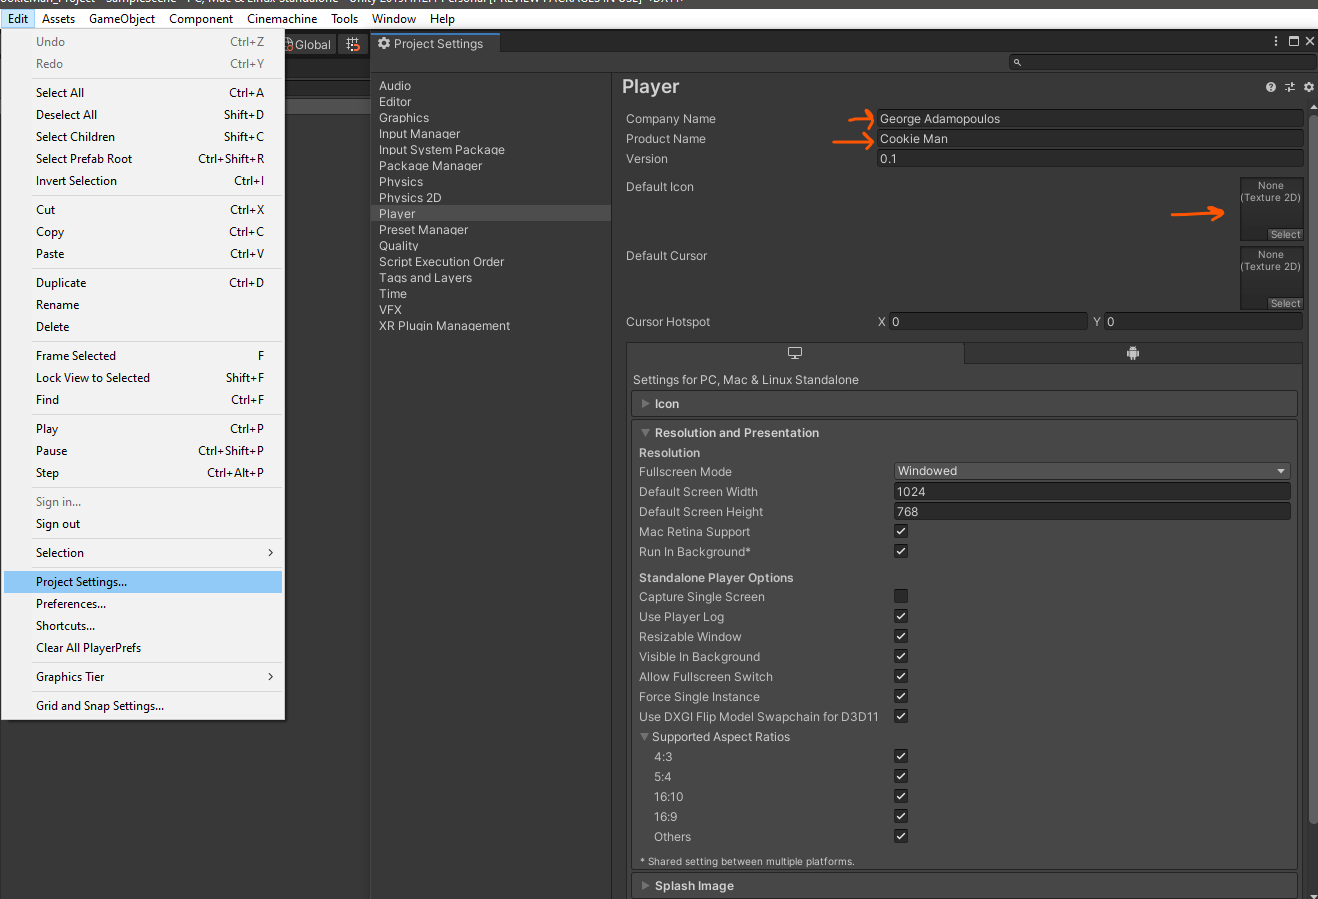 Edit Assets GameObject Component Cinemachine Tools Window Help
Undo Ctrl+Z
Redo Ctrl+Y
Select All Ctrl+A
Deselect All Shift+D
Select Children Shift+C
Select Prefab Root Ctrl+Shift+R
Invert Selection Ctrl+I
Cut Ctrl+X
Copy Ctrl+C
Paste Ctrl+V
Duplicate Ctrl+D
Rename
Delete
Frame Selected F
Lock View to Selected Shift+F
Find Ctrl+F
Play Ctrl+P
Pause Ctrl+Shift+P
Step Ctrl+Alt+P
Sign in...
Sign out
Selection
Project Settings...
Preferences...
Shortcuts...
Clear All PlayerPrefs
Graphics Tier
Grid and Snap Settings...
Global
Project Settings
Audio
Editor
Graphics
Input Manager
Input System Package
Package Manager
Physics
Physics 2D
Player
Preset Manager
Quality
Script Execution Order
Tags and Layers
Time
VFX
XR Plugin Management
Player
Company Name George Adamopoulos
Product Name Cookie Man
Version 0.1
Default Icon
None
(Texture 2D)
Select
Default Cursor
None
(Texture 2D)
Select
Cursor Hotspot X 0 Y 0
Settings for PC, Mac & Linux Standalone
Icon
Resolution and Presentation
Resolution
Fullscreen Mode Windowed
Default Screen Width 1024
Default Screen Height 768
Mac Retina Support
Run In Background*
Standalone Player Options
Capture Single Screen
Use Player Log
Resizable Window
Visible In Background
Allow Fullscreen Switch
Force Single Instance
Use DXGI Flip Model Swapchain for D3D11
Supported Aspect Ratios
4:3
5:4
16:10
16:9
Others
* Shared setting between multiple platforms.
Splash Image